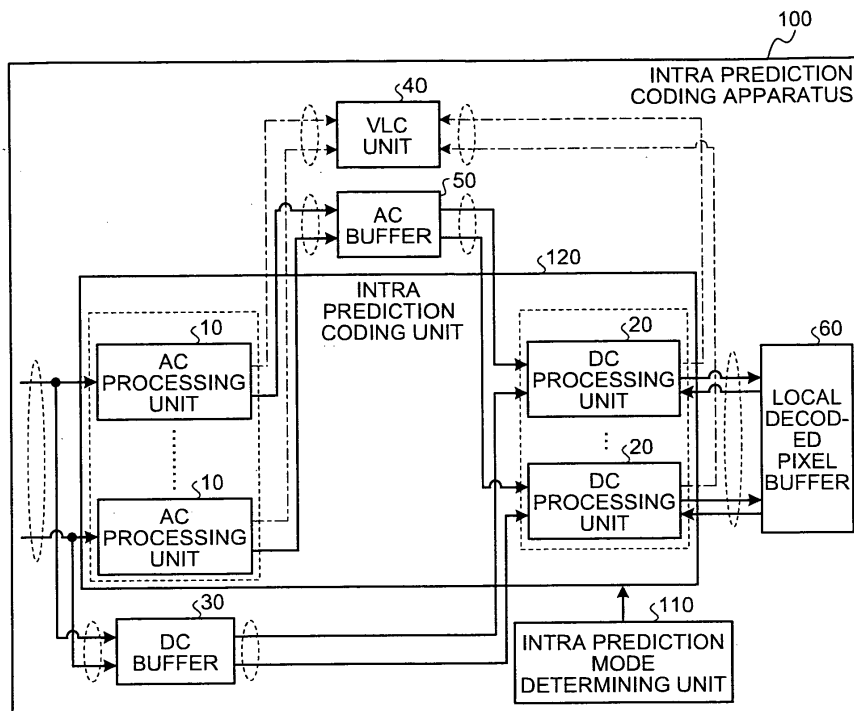 100
INTRA PREDICTION
CODING APPARATUS
40
VLC
UNIT
50
AC
BUFFER
120
INTRA
PREDICTION
CODING UNIT
10
AC
PROCESSING
UNIT
20
DC
PROCESSING
UNIT
60
LOCAL
DECOD-
ED
PIXEL
BUFFER
10
AC
PROCESSING
UNIT
20
DC
PROCESSING
UNIT
30
DC
BUFFER
110
INTRA PREDICTION
MODE
DETERMINING UNIT